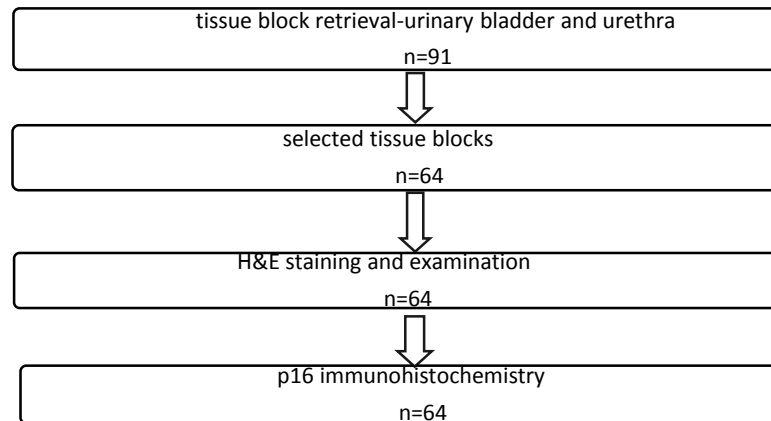 tissue block retrieval-urinary bladder and urethra
n=91
selected tissue blocks
n=64
H&E staining and examination
n=64
p16 immunohistochemistry
n=64